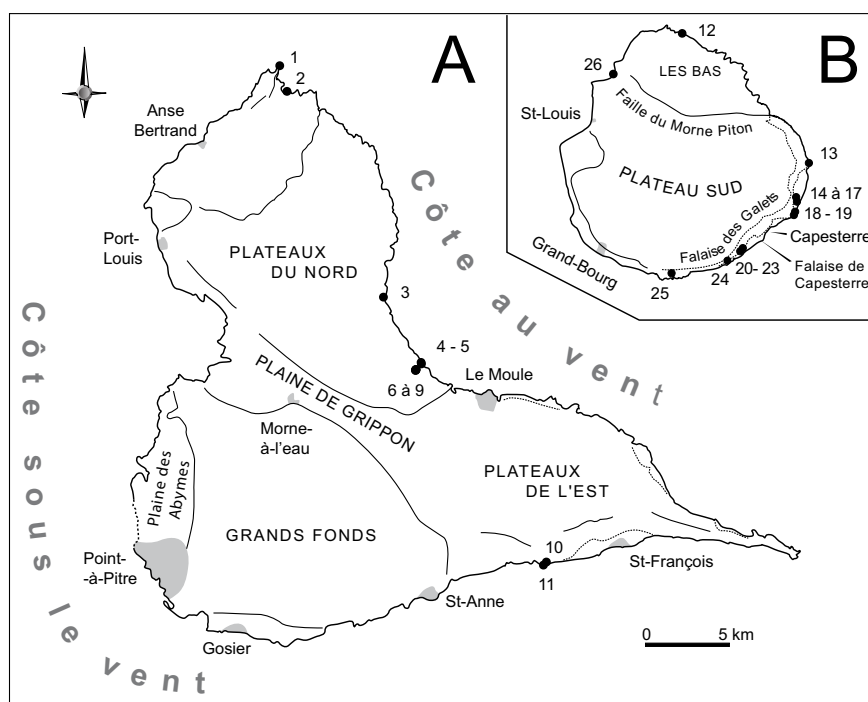 A
1
2
Anse
Bertrand
Port-
Louis
PLATEAUX
DU NORD
3
4 - 5
6 à 9
Le Moule
Côte au vent
PLAINE DE GRIPPON
Morne-
à-l'eau
Plaine des
Abymes
PLATEAUX
DE L'EST
GRANDS FONDS
Point-
-à-Pitre
10
11
St-François
St-Anne
Gosier
Côte sous le vent
0 5 km
B
12
26
LES BAS
St-Louis
Faille du Morne Piton
13
PLATEAU SUD
14 à 17
18 - 19
Falaise des Galets
Capesterre
Grand-Bourg
Falaise de
Capesterre
20- 23
24
25